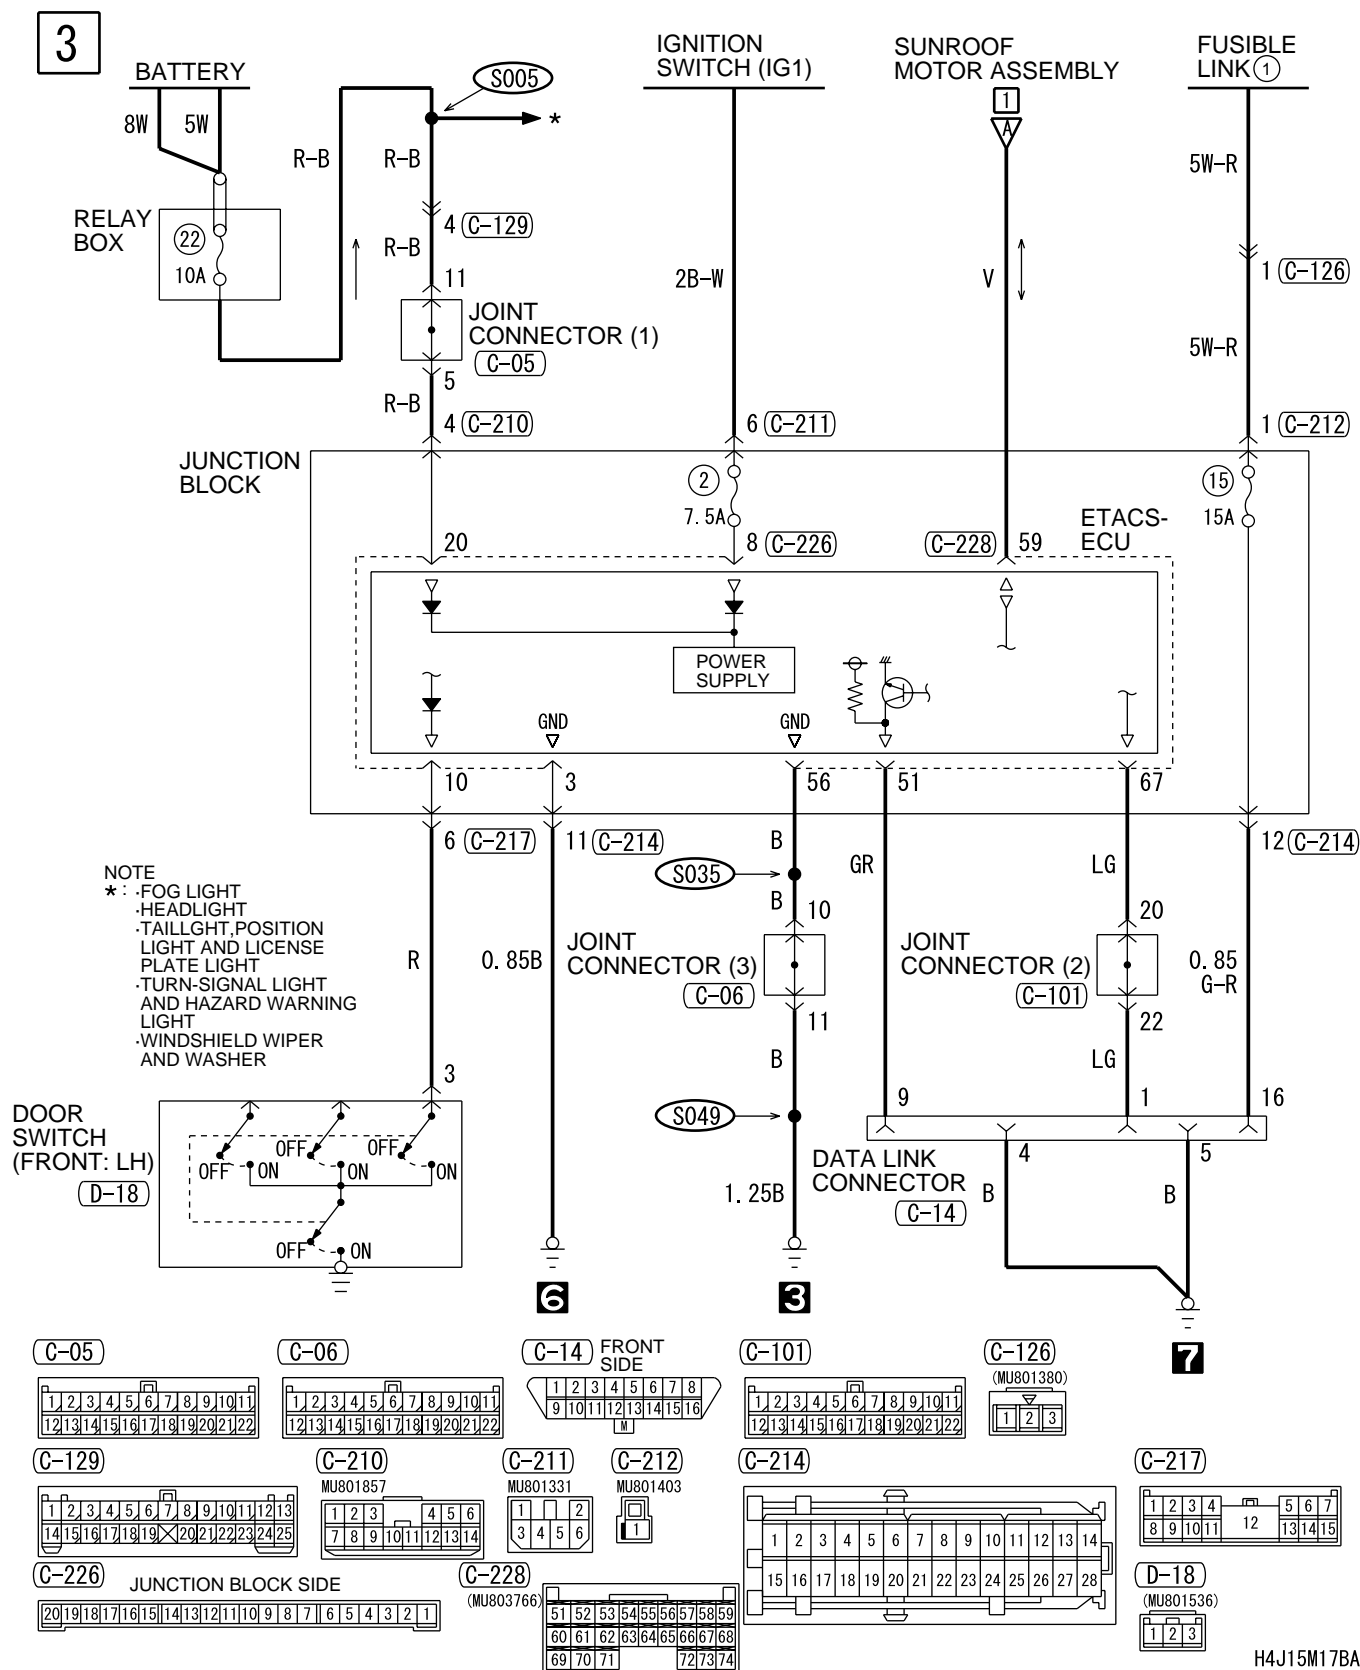 3
BATTERY
IGNITION
SWITCH (IG1)
SUNROOF
MOTOR ASSEMBLY
FUSIBLE
LINK ①
S005
*
1
A
8W
5W
R-B
R-B
5W-R
RELAY
BOX
22
10A
4 C-129
R-B
11
2B-W
V
1 C-126
JOINT
CONNECTOR (1)
C-05
5
5W-R
R-B
4 C-210
6 C-211
1 C-212
JUNCTION
BLOCK
2
7.5A
15
15A
ETACS-
ECU
20
8 C-226
C-228 59
POWER
SUPPLY
GND
GND
10
3
56
51
67
6 C-217
11 C-214
12 C-214
B
GR
LG
S035
B
10
20
NOTE
* : ·FOG LIGHT
·HEADLIGHT
·TAILLGHT,POSITION
LIGHT AND LICENSE
PLATE LIGHT
·TURN-SIGNAL LIGHT
AND HAZARD WARNING
LIGHT
·WINDSHIELD WIPER
AND WASHER
R
0.85B
JOINT
CONNECTOR (3)
C-06
11
JOINT
CONNECTOR (2)
C-101
22
0.85
G-R
B
LG
3
S049
9
1
16
DOOR
SWITCH
(FRONT: LH)
D-18
OFF ON
OFF ON
OFF ON
OFF ON
1.25B
DATA LINK
CONNECTOR
C-14
4
5
B
B
6
3
7
C-05
1 2 3 4 5 6 7 8 9 10 11
12 13 14 15 16 17 18 19 20 21 22
C-06
1 2 3 4 5 6 7 8 9 10 11
12 13 14 15 16 17 18 19 20 21 22
C-14 FRONT
SIDE
1 2 3 4 5 6 7 8
9 10 11 12 13 14 15 16
M
C-101
1 2 3 4 5 6 7 8 9 10 11
12 13 14 15 16 17 18 19 20 21 22
C-126
(MU801380)
1 2 3
C-129
1 2 3 4 5 6 7 8 9 10 11 12 13
14 15 16 17 18 19 20 21 22 23 24 25
C-210
MU801857
1 2 3 4 5 6
7 8 9 10 11 12 13 14
C-211
MU801331
1 2
3 4 5 6
C-212
MU801403
1
C-214
1 2 3 4 5 6 7 8 9 10 11 12 13 14
15 16 17 18 19 20 21 22 23 24 25 26 27 28
C-217
1 2 3 4 5 6 7
8 9 10 11 12 13 14 15
C-226
JUNCTION BLOCK SIDE
20 19 18 17 16 15 14 13 12 11 10 9 8 7 6 5 4 3 2 1
C-228
(MU803766)
51 52 53 54 55 56 57 58 59
60 61 62 63 64 65 66 67 68
69 70 71 72 73 74
D-18
(MU801536)
1 2 3
H4J15M17BA